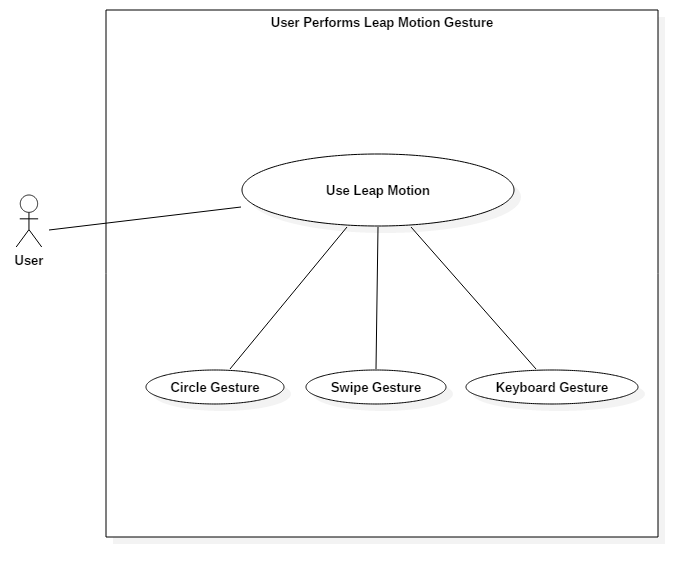 User Performs Leap Motion Gesture
Use Leap Motion
User
Circle Gesture
Swipe Gesture
Keyboard Gesture